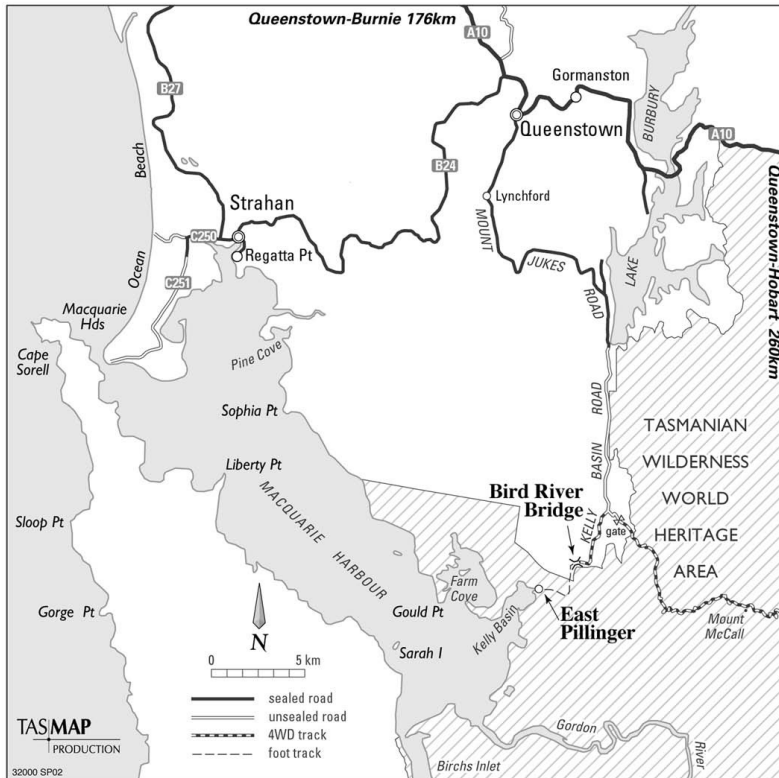 Queenstown-Burnie 176km
A10
Gormanston
B27
BURBURY
Queenstown
A10
Beach
B24
Queenstown-Hobart 260km
Strahan
Lynchford
C250
MOUNT
Regatta Pt
Ocean
JUKES
LAKE
C251
ROAD
Macquarie
Hds
Cape
Sorell
Pine Cove
ROAD
Sophia Pt
TASMANIAN
WILDERNESS
WORLD
HERITAGE
AREA
BASIN
Liberty Pt
Bird River
Bridge
MACQUARIE HARBOUR
KELLY
Sloop Pt
gate
Farm
Cove
Gorge Pt
Gould Pt
East
Pillinger
Mount
McCall
N
Kelly Basin
Sarah I
0 5 km
sealed road
unsealed road
4WD track
foot track
TASMAP
PRODUCTION
Gordon
River
Birchs Inlet
32000 SP02